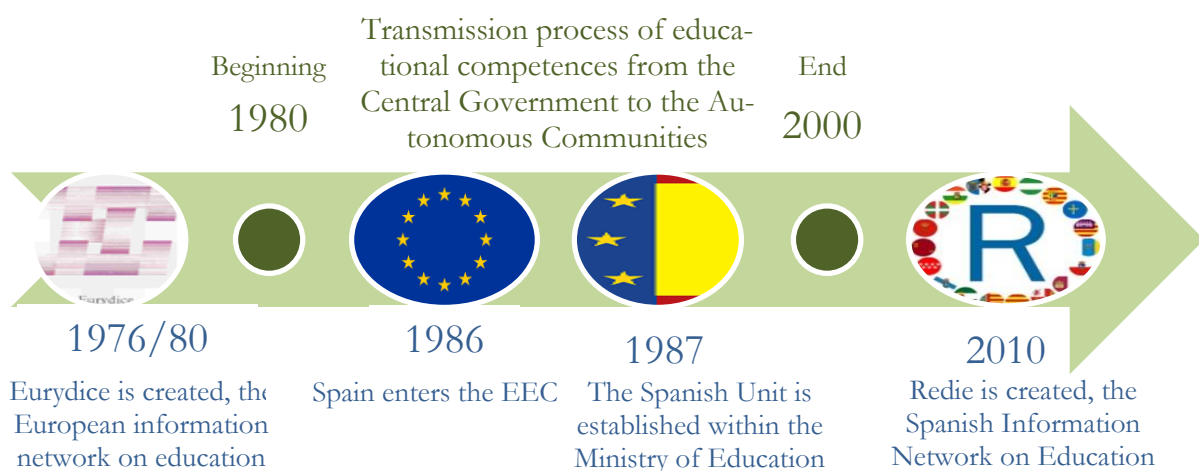 Beginning
1980
Transmission process of educa-
tional competences from the
Central Government to the Au-
tonomous Communities
End
2000
Eurydice
R
1976/80
Eurydice is created, the
European information
network on education
1986
Spain enters the EEC
1987
The Spanish Unit is
established within the
Ministry of Education
2010
Redie is created, the
Spanish Information
Network on Education